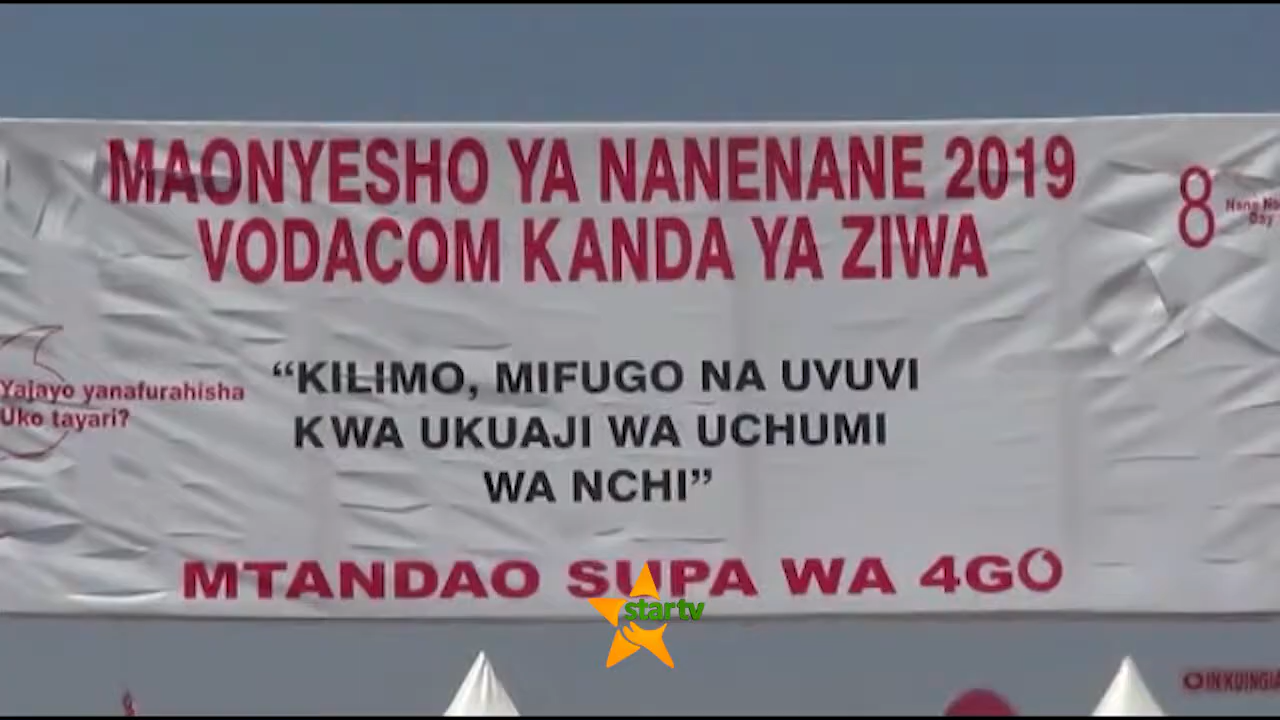 MAONYESHO YA NANENANE 2019
VODACOM KANDA YA ZIWA
8
Yajayo yanafurahisha
Uko tayari?
“KILIMO, MIFUGO NA UVUVI
KWA UKUAJI WA UCHUMI
WA NCHI”
MTANDAO SUPA WA 4G
startv